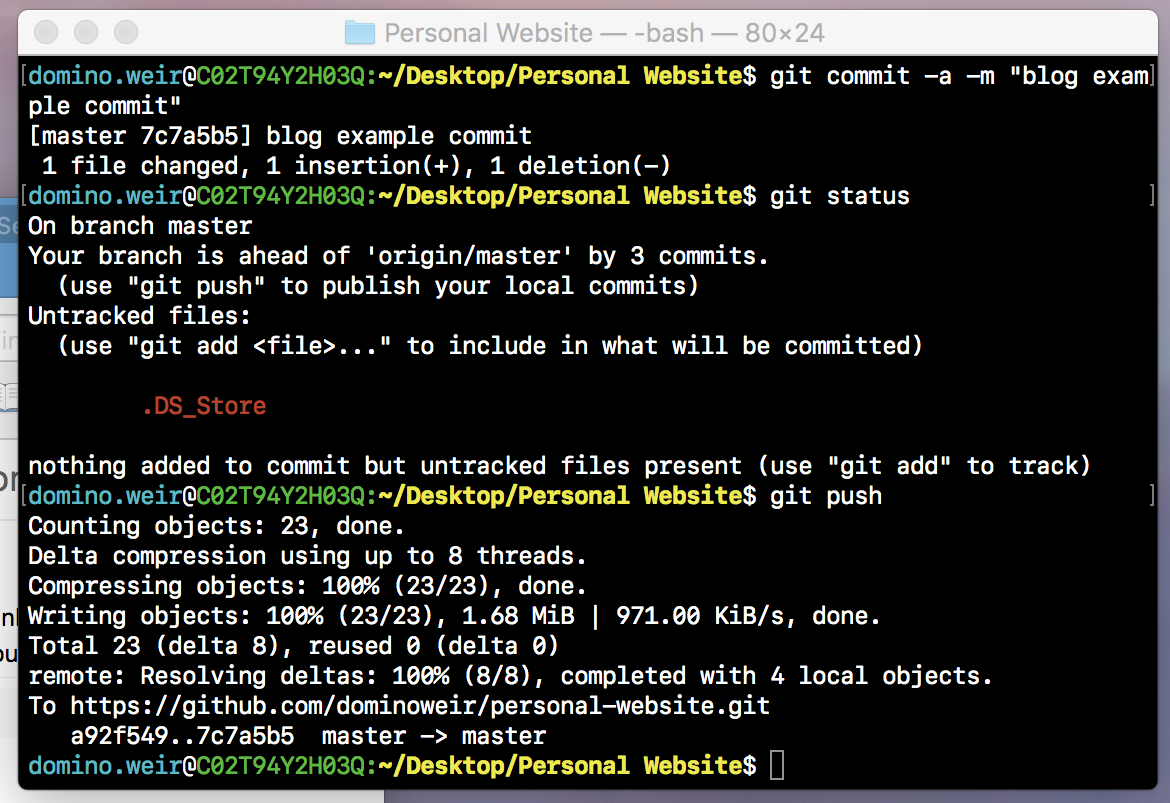 Personal Website — -bash — 80×24
[domino.weir@C02T94Y2H03Q:~/Desktop/Personal Website$ git commit -a -m "blog exam]
ple commit"
[master 7c7a5b5] blog example commit
 1 file changed, 1 insertion(+), 1 deletion(-)
[domino.weir@C02T94Y2H03Q:~/Desktop/Personal Website$ git status ]
On branch master
Your branch is ahead of 'origin/master' by 3 commits.
  (use "git push" to publish your local commits)
Untracked files:
  (use "git add <file>..." to include in what will be committed)
.DS_Store
nothing added to commit but untracked files present (use "git add" to track)
[domino.weir@C02T94Y2H03Q:~/Desktop/Personal Website$ git push ]
Counting objects: 23, done.
Delta compression using up to 8 threads.
Compressing objects: 100% (23/23), done.
Writing objects: 100% (23/23), 1.68 MiB | 971.00 KiB/s, done.
Total 23 (delta 8), reused 0 (delta 0)
remote: Resolving deltas: 100% (8/8), completed with 4 local objects.
To https://github.com/dominoweir/personal-website.git
   a92f549..7c7a5b5  master -> master
domino.weir@C02T94Y2H03Q:~/Desktop/Personal Website$